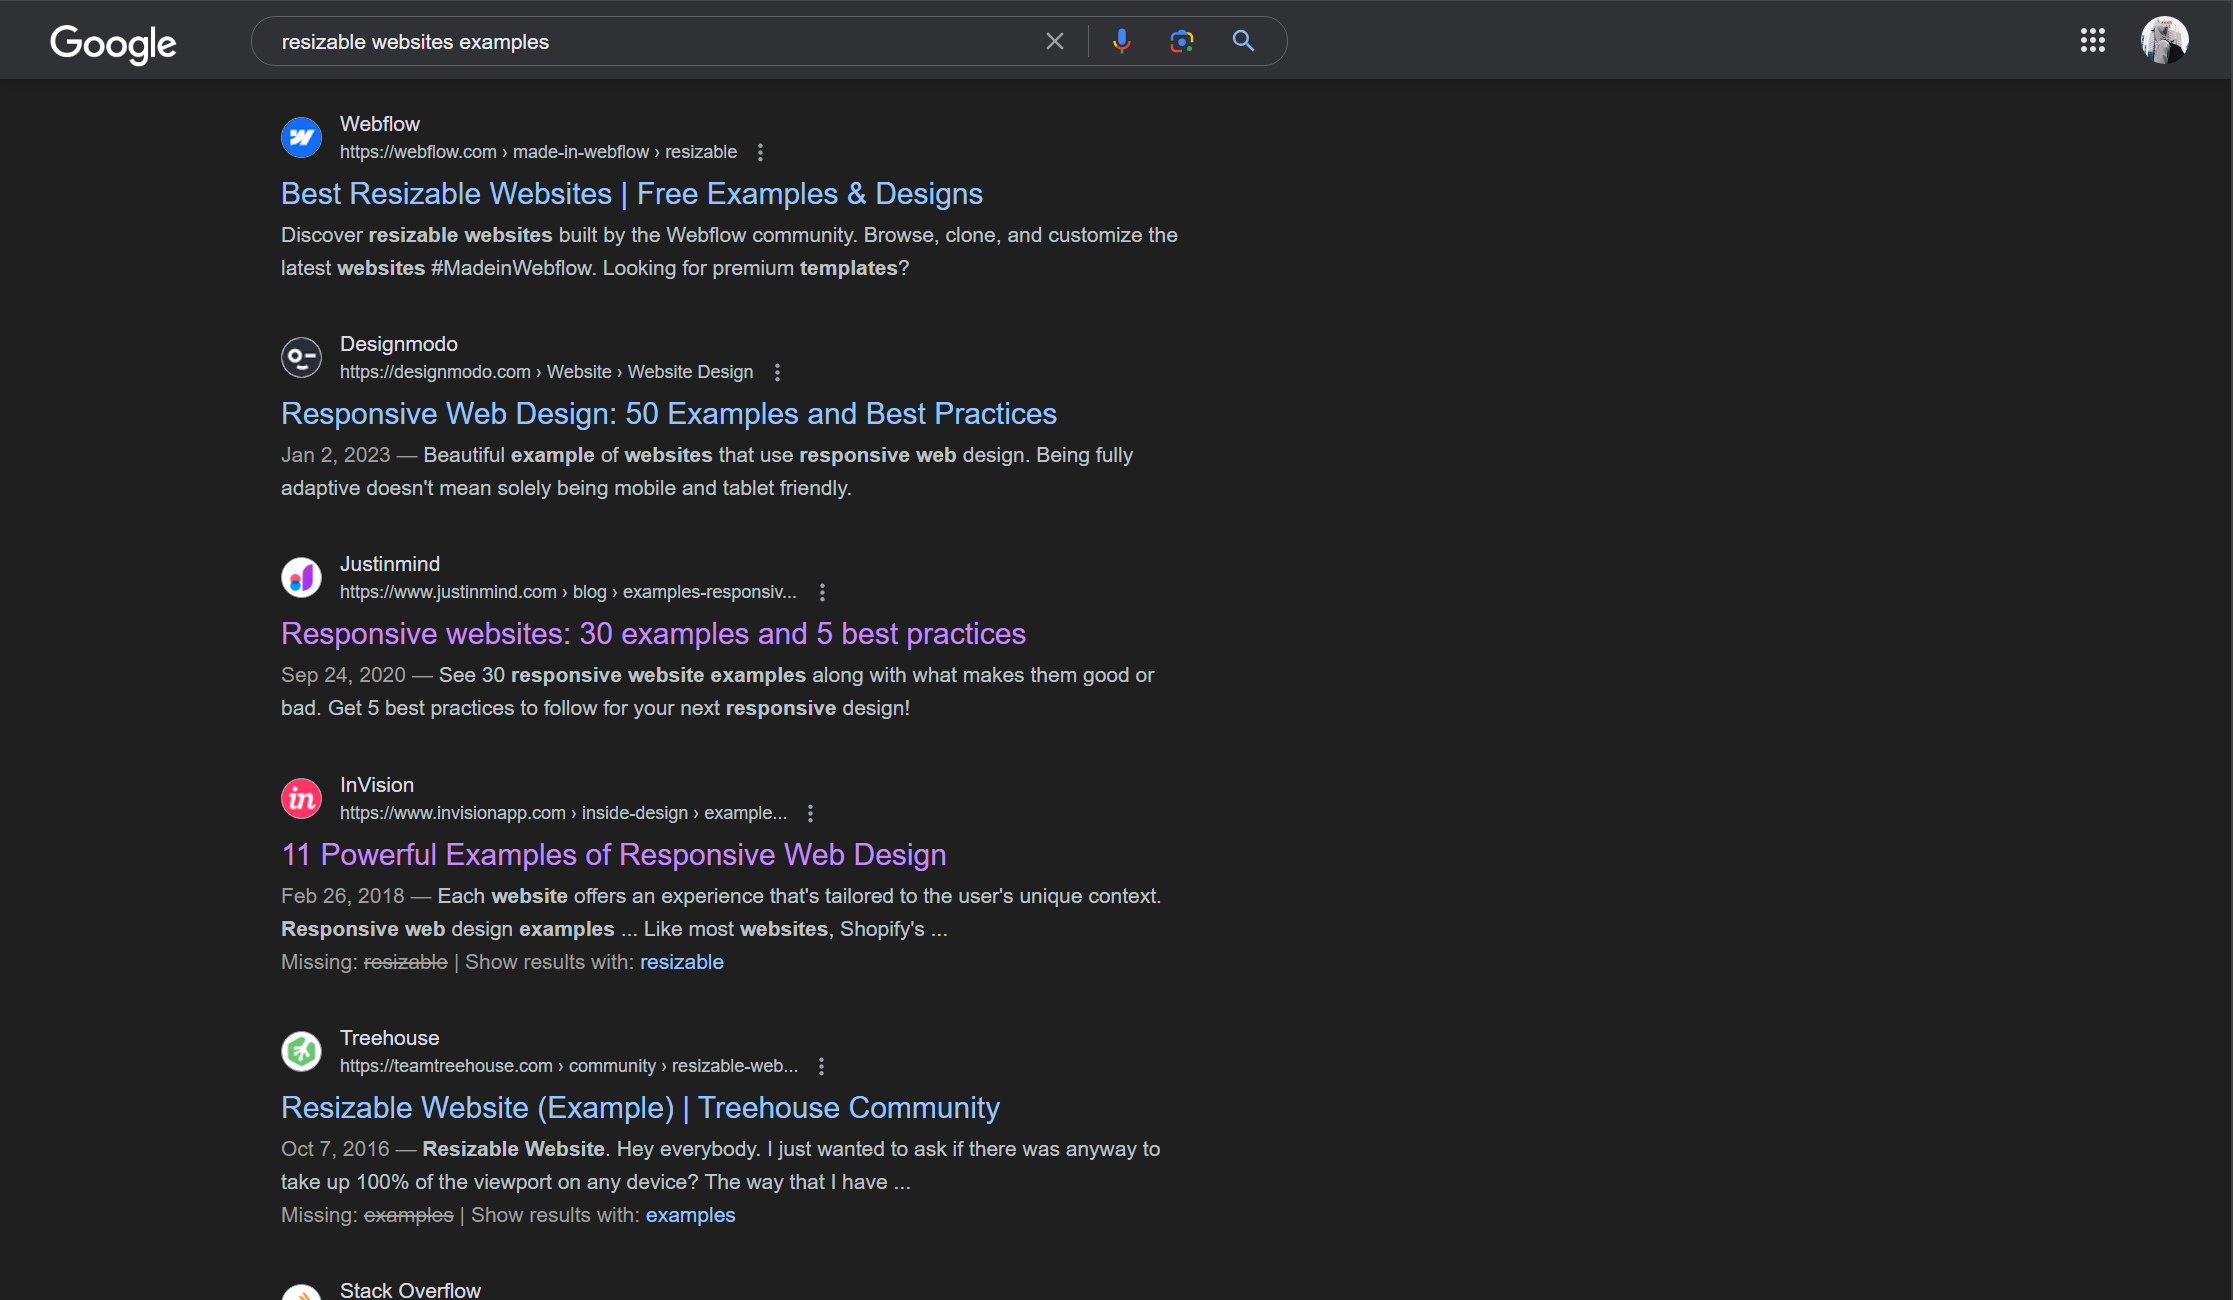 Google
resizable websites examples
Webflow
https://webflow.com › made-in-webflow › resizable
Best Resizable Websites | Free Examples & Designs
Discover resizable websites built by the Webflow community. Browse, clone, and customize the
latest websites #MadeinWebflow. Looking for premium templates?
Designmodo
https://designmodo.com › Website › Website Design
Responsive Web Design: 50 Examples and Best Practices
Jan 2, 2023 — Beautiful example of websites that use responsive web design. Being fully
adaptive doesn't mean solely being mobile and tablet friendly.
Justinmind
https://www.justinmind.com › blog › examples-responsiv...
Responsive websites: 30 examples and 5 best practices
Sep 24, 2020 — See 30 responsive website examples along with what makes them good or
bad. Get 5 best practices to follow for your next responsive design!
in
InVision
https://www.invisionapp.com › inside-design › example...
11 Powerful Examples of Responsive Web Design
Feb 26, 2018 — Each website offers an experience that's tailored to the user's unique context.
Responsive web design examples ... Like most websites, Shopify's ...
Missing: resizable | Show results with: resizable
Treehouse
https://teamtreehouse.com › community › resizable-web...
Resizable Website (Example) | Treehouse Community
Oct 7, 2016 — Resizable Website. Hey everybody. I just wanted to ask if there was anyway to
take up 100% of the viewport on any device? The way that I have ...
Missing: examples | Show results with: examples
Stack Overflow